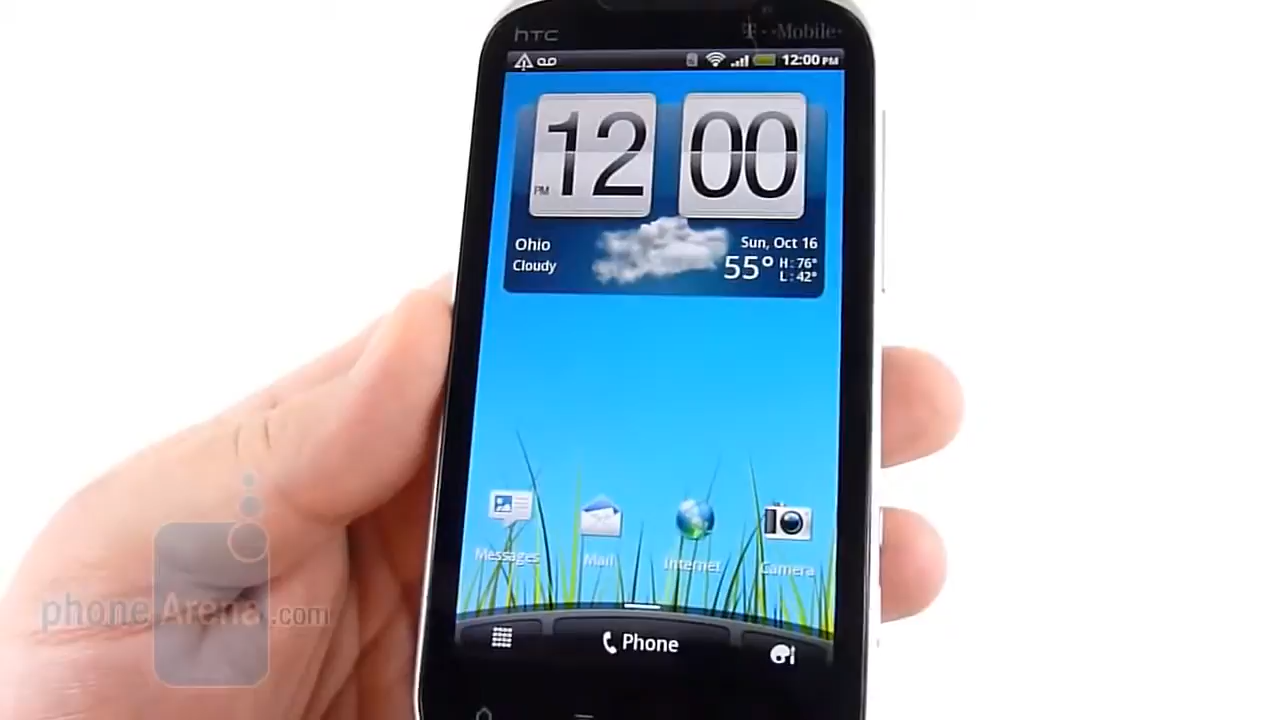 hTC
T··Mobile·
12:00 PM
12 00
PM
Ohio
Sun, Oct 16
Cloudy
55° H: 76°
L: 42°
Messages
Mail
Internet
Camera
Phone
phoneArena.com